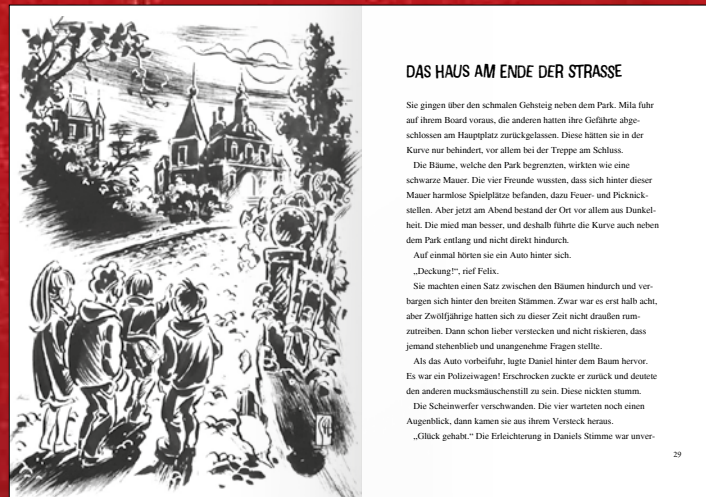 DAS HAUS AM ENDE DER STRASSE
Sie gingen über den schmalen Gehsteig neben dem Park. Mila fuhr
auf ihrem Board voraus, die anderen hatten ihre Gefährte abge-
schlossen am Hauptplatz zurückgelassen. Diese hätten sie in der
Kurve nur behindert, vor allem bei der Treppe am Schluss.
Die Bäume, welche den Park begrenzten, wirkten wie eine
schwarze Mauer. Die vier Freunde wussten, dass sich hinter dieser
Mauer harmlose Spielplätze befanden, dazu Feuer- und Picknick-
stellen. Aber jetzt am Abend bestand der Ort vor allem aus Dunkel-
heit. Die mied man besser, und deshalb führte die Kurve auch neben
dem Park entlang und nicht direkt hindurch.
Auf einmal hörten sie ein Auto hinter sich.
„Deckung!“, rief Felix.
Sie machten einen Satz zwischen den Bäumen hindurch und ver-
bargen sich hinter den breiten Stämmen. Zwar war es erst halb acht,
aber Zwölfjährige hatten sich zu dieser Zeit nicht draußen rum-
zutreiben. Dann schon lieber verstecken und nicht riskieren, dass
jemand stehenblieb und unangenehme Fragen stellte.
Als das Auto vorbeifuhr, lugte Daniel hinter dem Baum hervor.
Es war ein Polizeiwagen! Erschrocken zuckte er zurück und deutete
den anderen mucksmäuschenstill zu sein. Diese nickten stumm.
Die Scheinwerfer verschwanden. Die vier warteten noch einen
Augenblick, dann kamen sie aus ihrem Versteck heraus.
„Glück gehabt.“ Die Erleichterung in Daniels Stimme war unver-
29